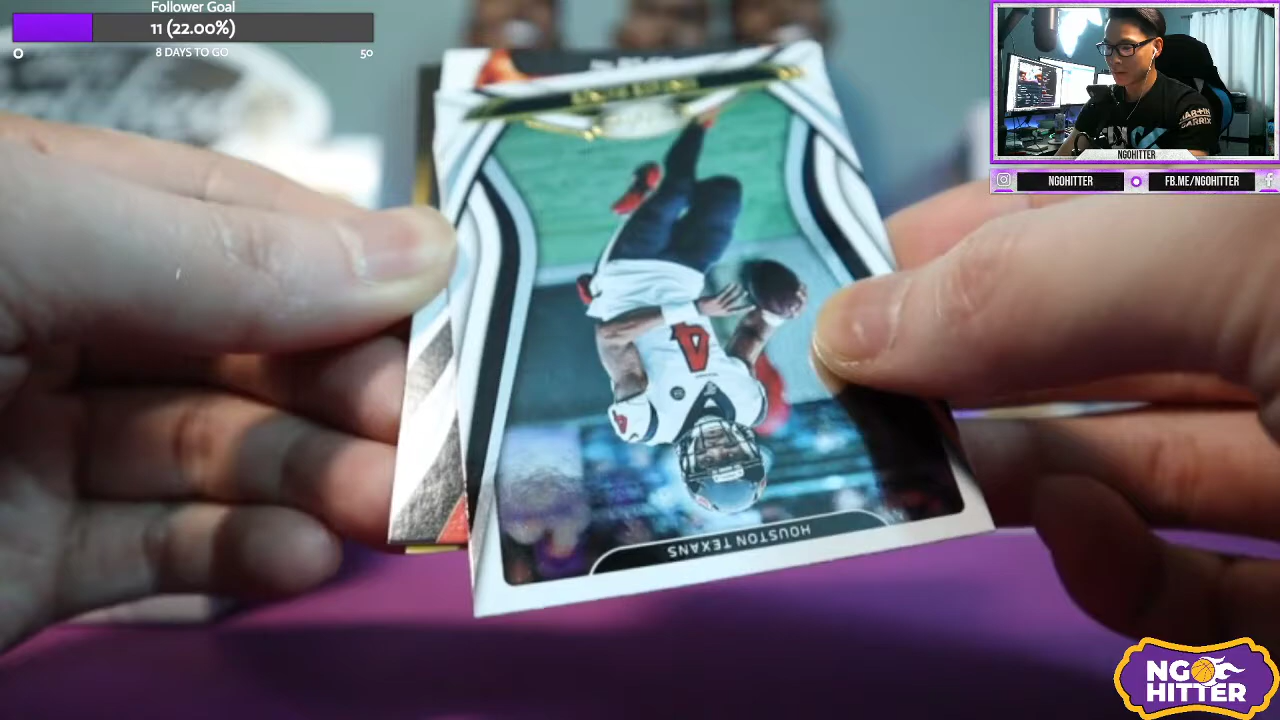 Follower Goal
11 (22.00%)
0
8 DAYS TO GO
50
NGOHITTER
NGOHITTER
FB.ME/NGOHITTER
4
4
HOUSTON TEXANS
NGO
HITTER